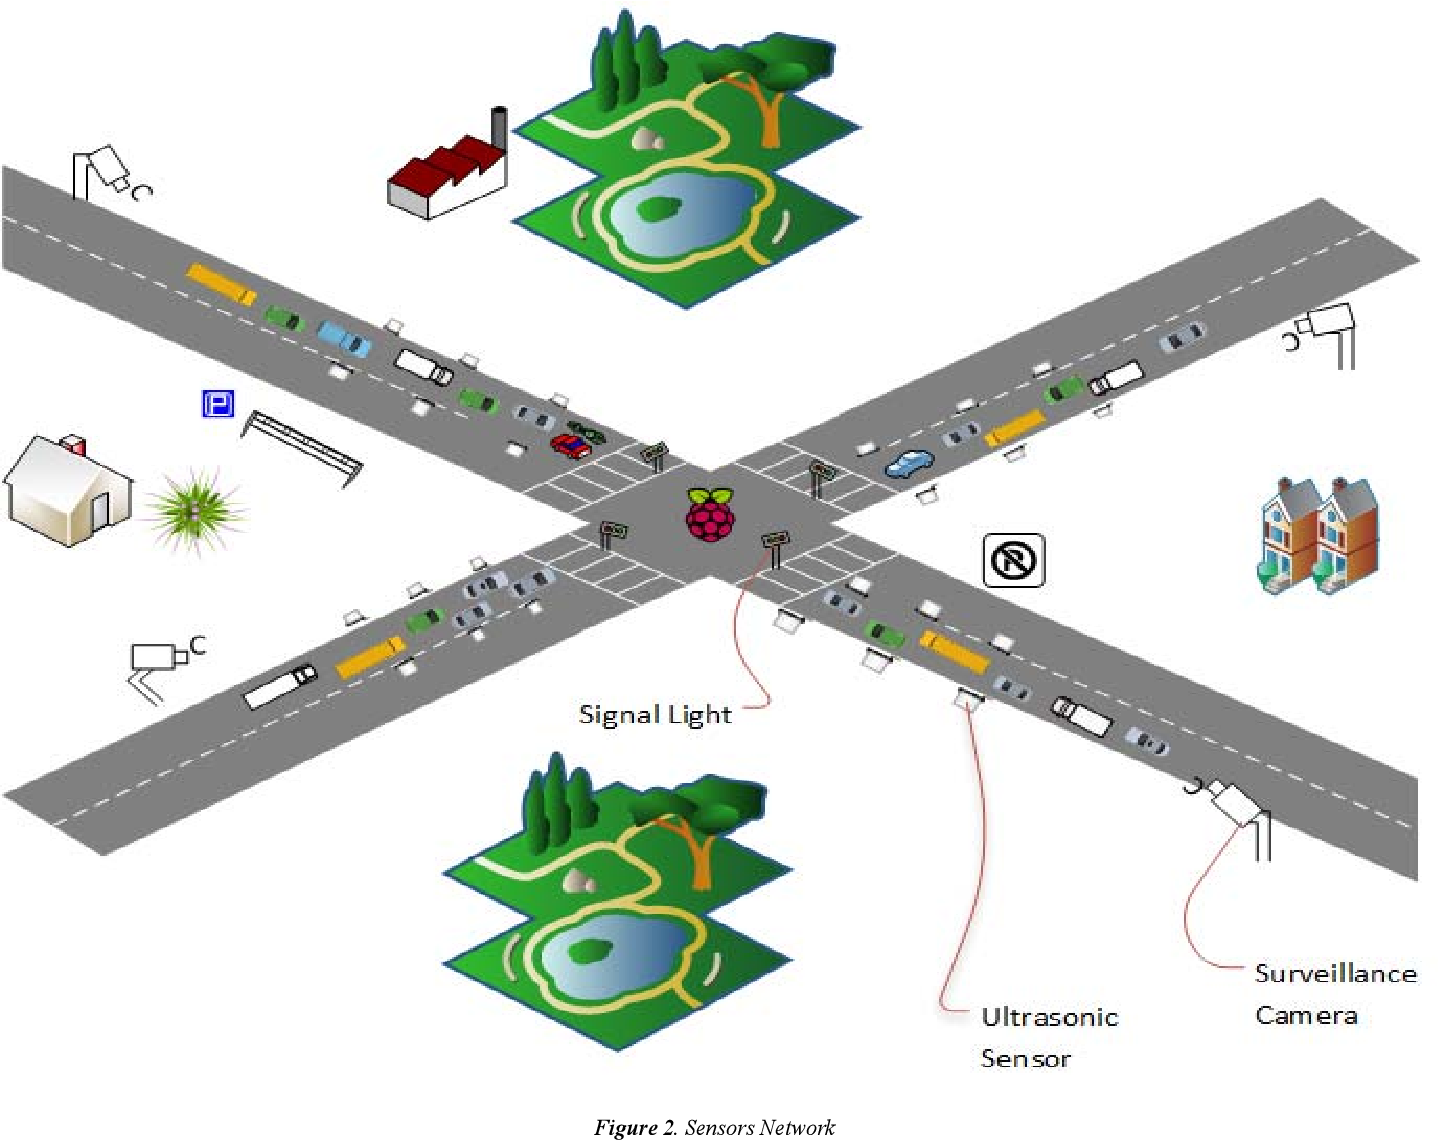 P
Signal Light
Surveillance
Camera
Ultrasonic
Sensor
Figure 2. Sensors Network